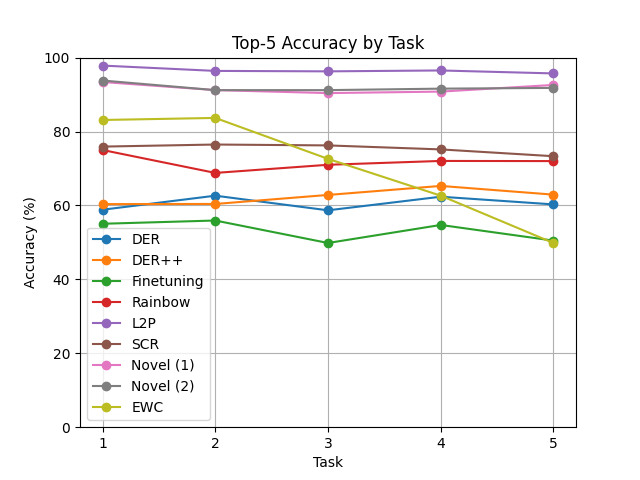 Top-5 Accuracy by Task
Accuracy (%)
100
80
60
40
20
0
DER
DER++
Finetuning
Rainbow
L2P
SCR
Novel (1)
Novel (2)
EWC
1 2 3 4 5
Task